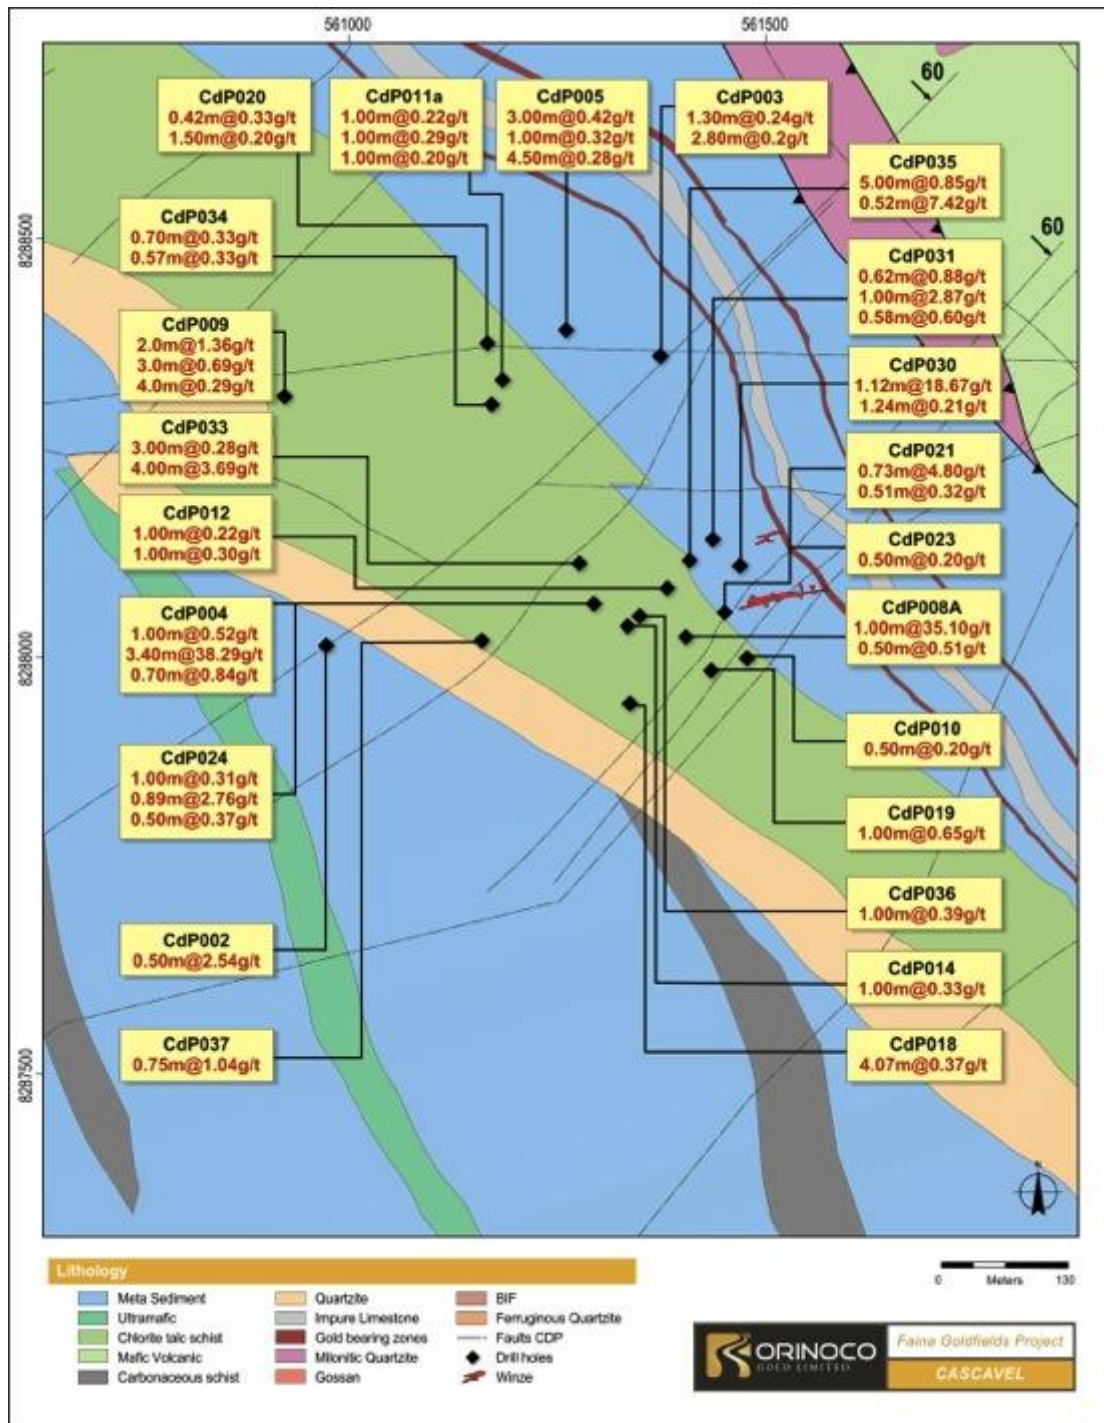 561000
561500
60
CdP020
0.42m@0.33g/t
1.50m@0.20g/t
CdP011a
1.00m@0.22g/t
1.00m@0.29g/t
1.00m@0.20g/t
CdP005
3.00m@0.42g/t
1.00m@0.32g/t
4.50m@0.28g/t
CdP003
1.30m@0.24g/t
2.80m@0.2g/t
CdP035
5.00m@0.85g/t
0.52m@7.42g/t
8288500
CdP034
0.70m@0.33g/t
0.57m@0.33g/t
60
CdP031
0.62m@0.88g/t
1.00m@2.87g/t
0.58m@0.60g/t
CdP009
2.0m@1.36g/t
3.0m@0.69g/t
4.0m@0.29g/t
CdP030
1.12m@18.67g/t
1.24m@0.21g/t
CdP033
3.00m@0.28g/t
4.00m@3.69g/t
CdP021
0.73m@4.80g/t
0.51m@0.32g/t
CdP012
1.00m@0.22g/t
1.00m@0.30g/t
CdP023
0.50m@0.20g/t
8288000
CdP004
1.00m@0.52g/t
3.40m@38.29g/t
0.70m@0.84g/t
CdP008A
1.00m@35.10g/t
0.50m@0.51g/t
CdP010
0.50m@0.20g/t
CdP024
1.00m@0.31g/t
0.89m@2.76g/t
0.50m@0.37g/t
CdP019
1.00m@0.65g/t
CdP036
1.00m@0.39g/t
CdP002
0.50m@2.54g/t
CdP014
1.00m@0.33g/t
8287500
CdP037
0.75m@1.04g/t
CdP018
4.07m@0.37g/t
N
Lithology
Meta Sediment
Ultramafic
Chlorite talc schist
Mafic Volcanic
Carbonaceous schist
Quartzite
Impure Limestone
Gold bearing zones
Milonitic Quartzite
Gossan
BIF
Ferruginous Quartzite
Faults CDP
Drill holes
Winze
0 Meters 130
ORINOCO
GOLD LIMITED
Faina Goldfields Project
CASCAVEL